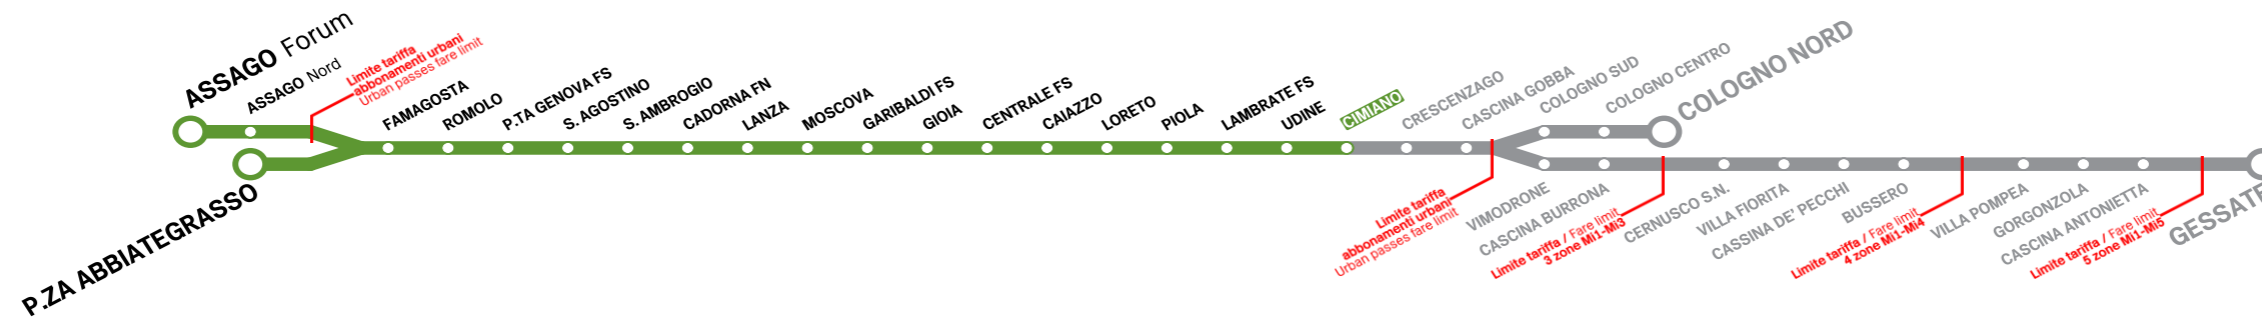 ASSAGO Forum
ASSAGO Nord
Limite tariffa
abbonamenti urbani
Urban passes fare limit
P.ZA ABBIATEGRASSO
FAMAGOSTA
ROMOLO
P.TA GENOVA FS
S. AGOSTINO
S. AMBROGIO
CADORNA FN
LANZA
MOSCOVA
GARIBALDI FS
GIOIA
CENTRALE FS
CAIAZZO
LORETO
PIOLA
LAMBRATE FS
UDINE
CIMIANO
CRESCENZAGO
CASCINA GOBBA
COLOGNO SUD
COLOGNO CENTRO
COLOGNO NORD
Limite tariffa
abbonamenti urbani
Urban passes fare limit
VIMODRONE
CASCINA BURRONA
Limite tariffa / Fare limit
3 zone Mi1-Mi3
CERNUSCO S.N.
VILLA FIORITA
CASSINA DE' PECCHI
BUSSERO
Limite tariffa / Fare limit
4 zone Mi1-Mi4
VILLA POMPEA
GORGONZOLA
CASCINA ANTONIETTA
Limite tariffa / Fare limit
5 zone Mi1-Mi5
GESSATE